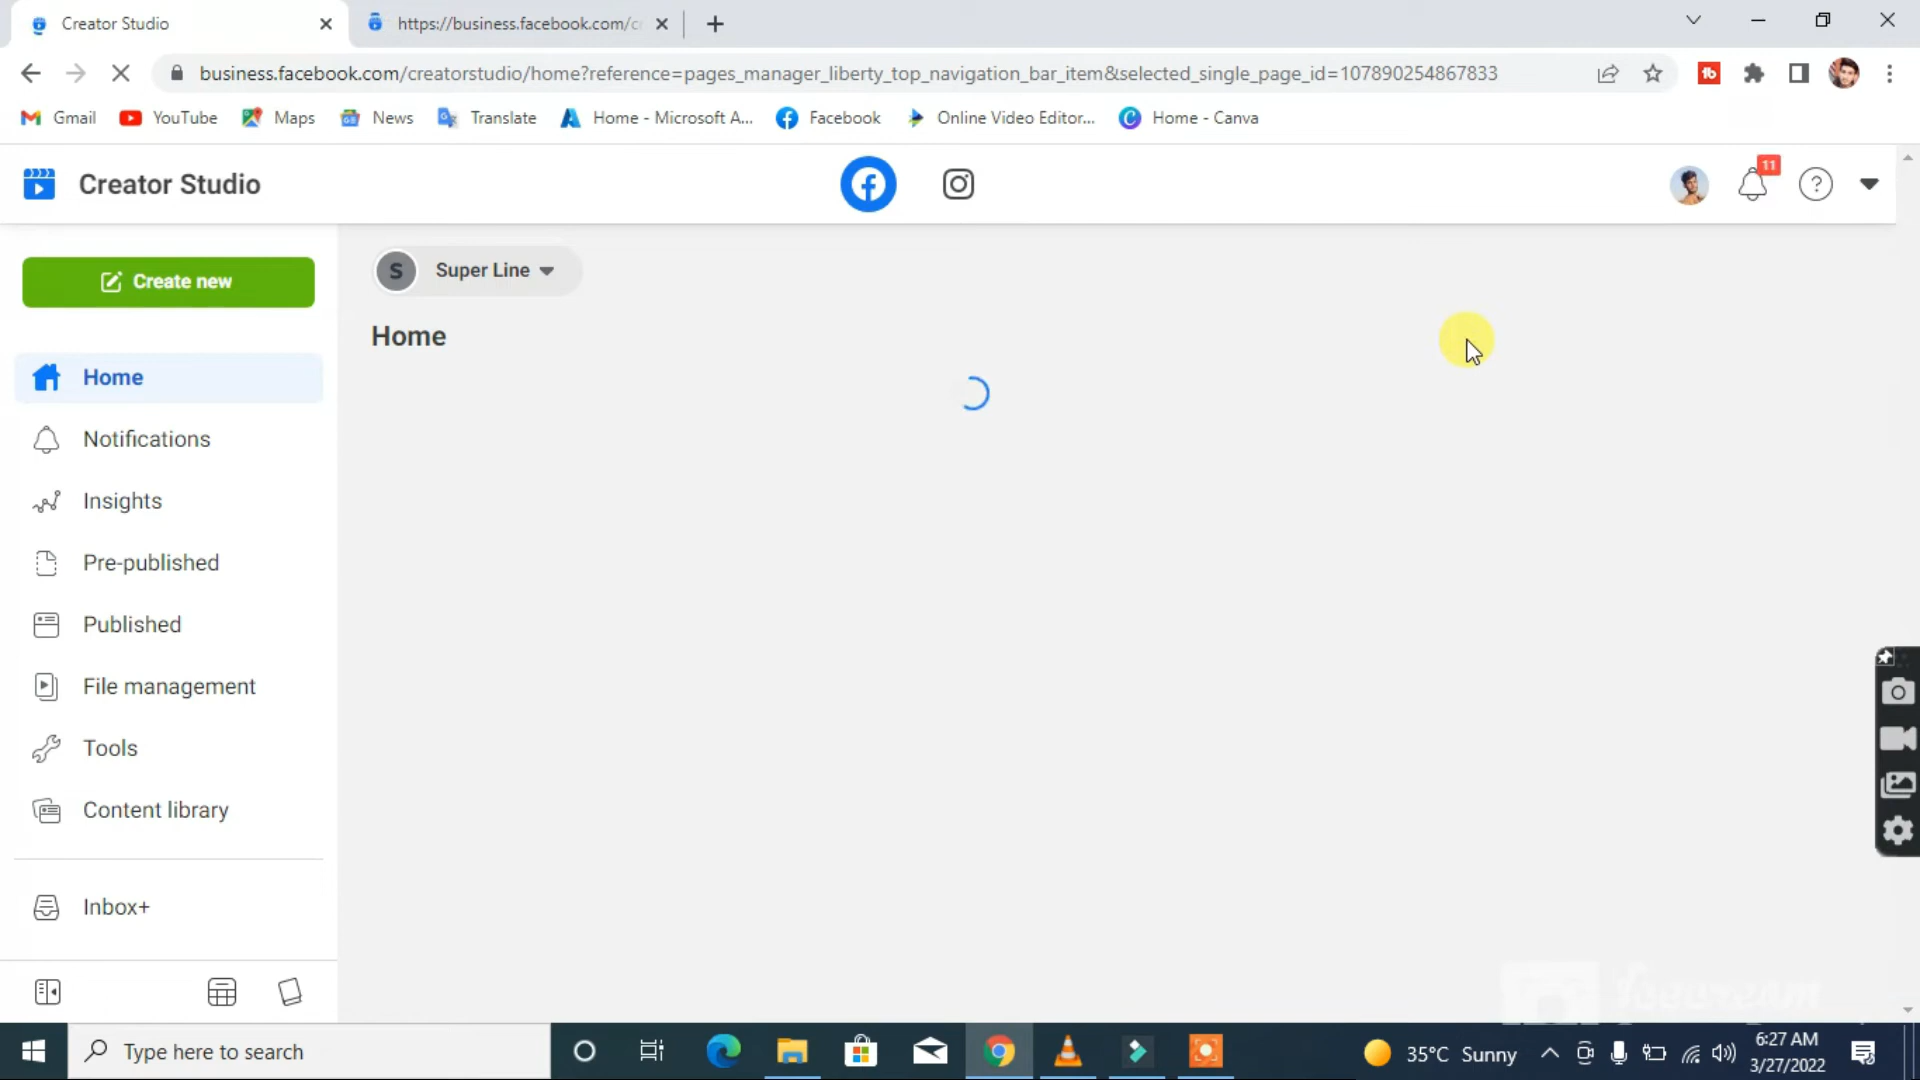 Creator Studio
https://business.facebook.com/c
business.facebook.com/creatorstudio/home?reference=pages_manager_liberty_top_navigation_bar_item&selected_single_page_id=107890254867833
Gmail YouTube Maps News Translate Home - Microsoft A... Facebook Online Video Editor... Home - Canva
Creator Studio
11
Create new
S Super Line
Home
Home
Notifications
Insights
Pre-published
Published
File management
Tools
Content library
Inbox+
Type here to search
35°C Sunny
6:27 AM
3/27/2022